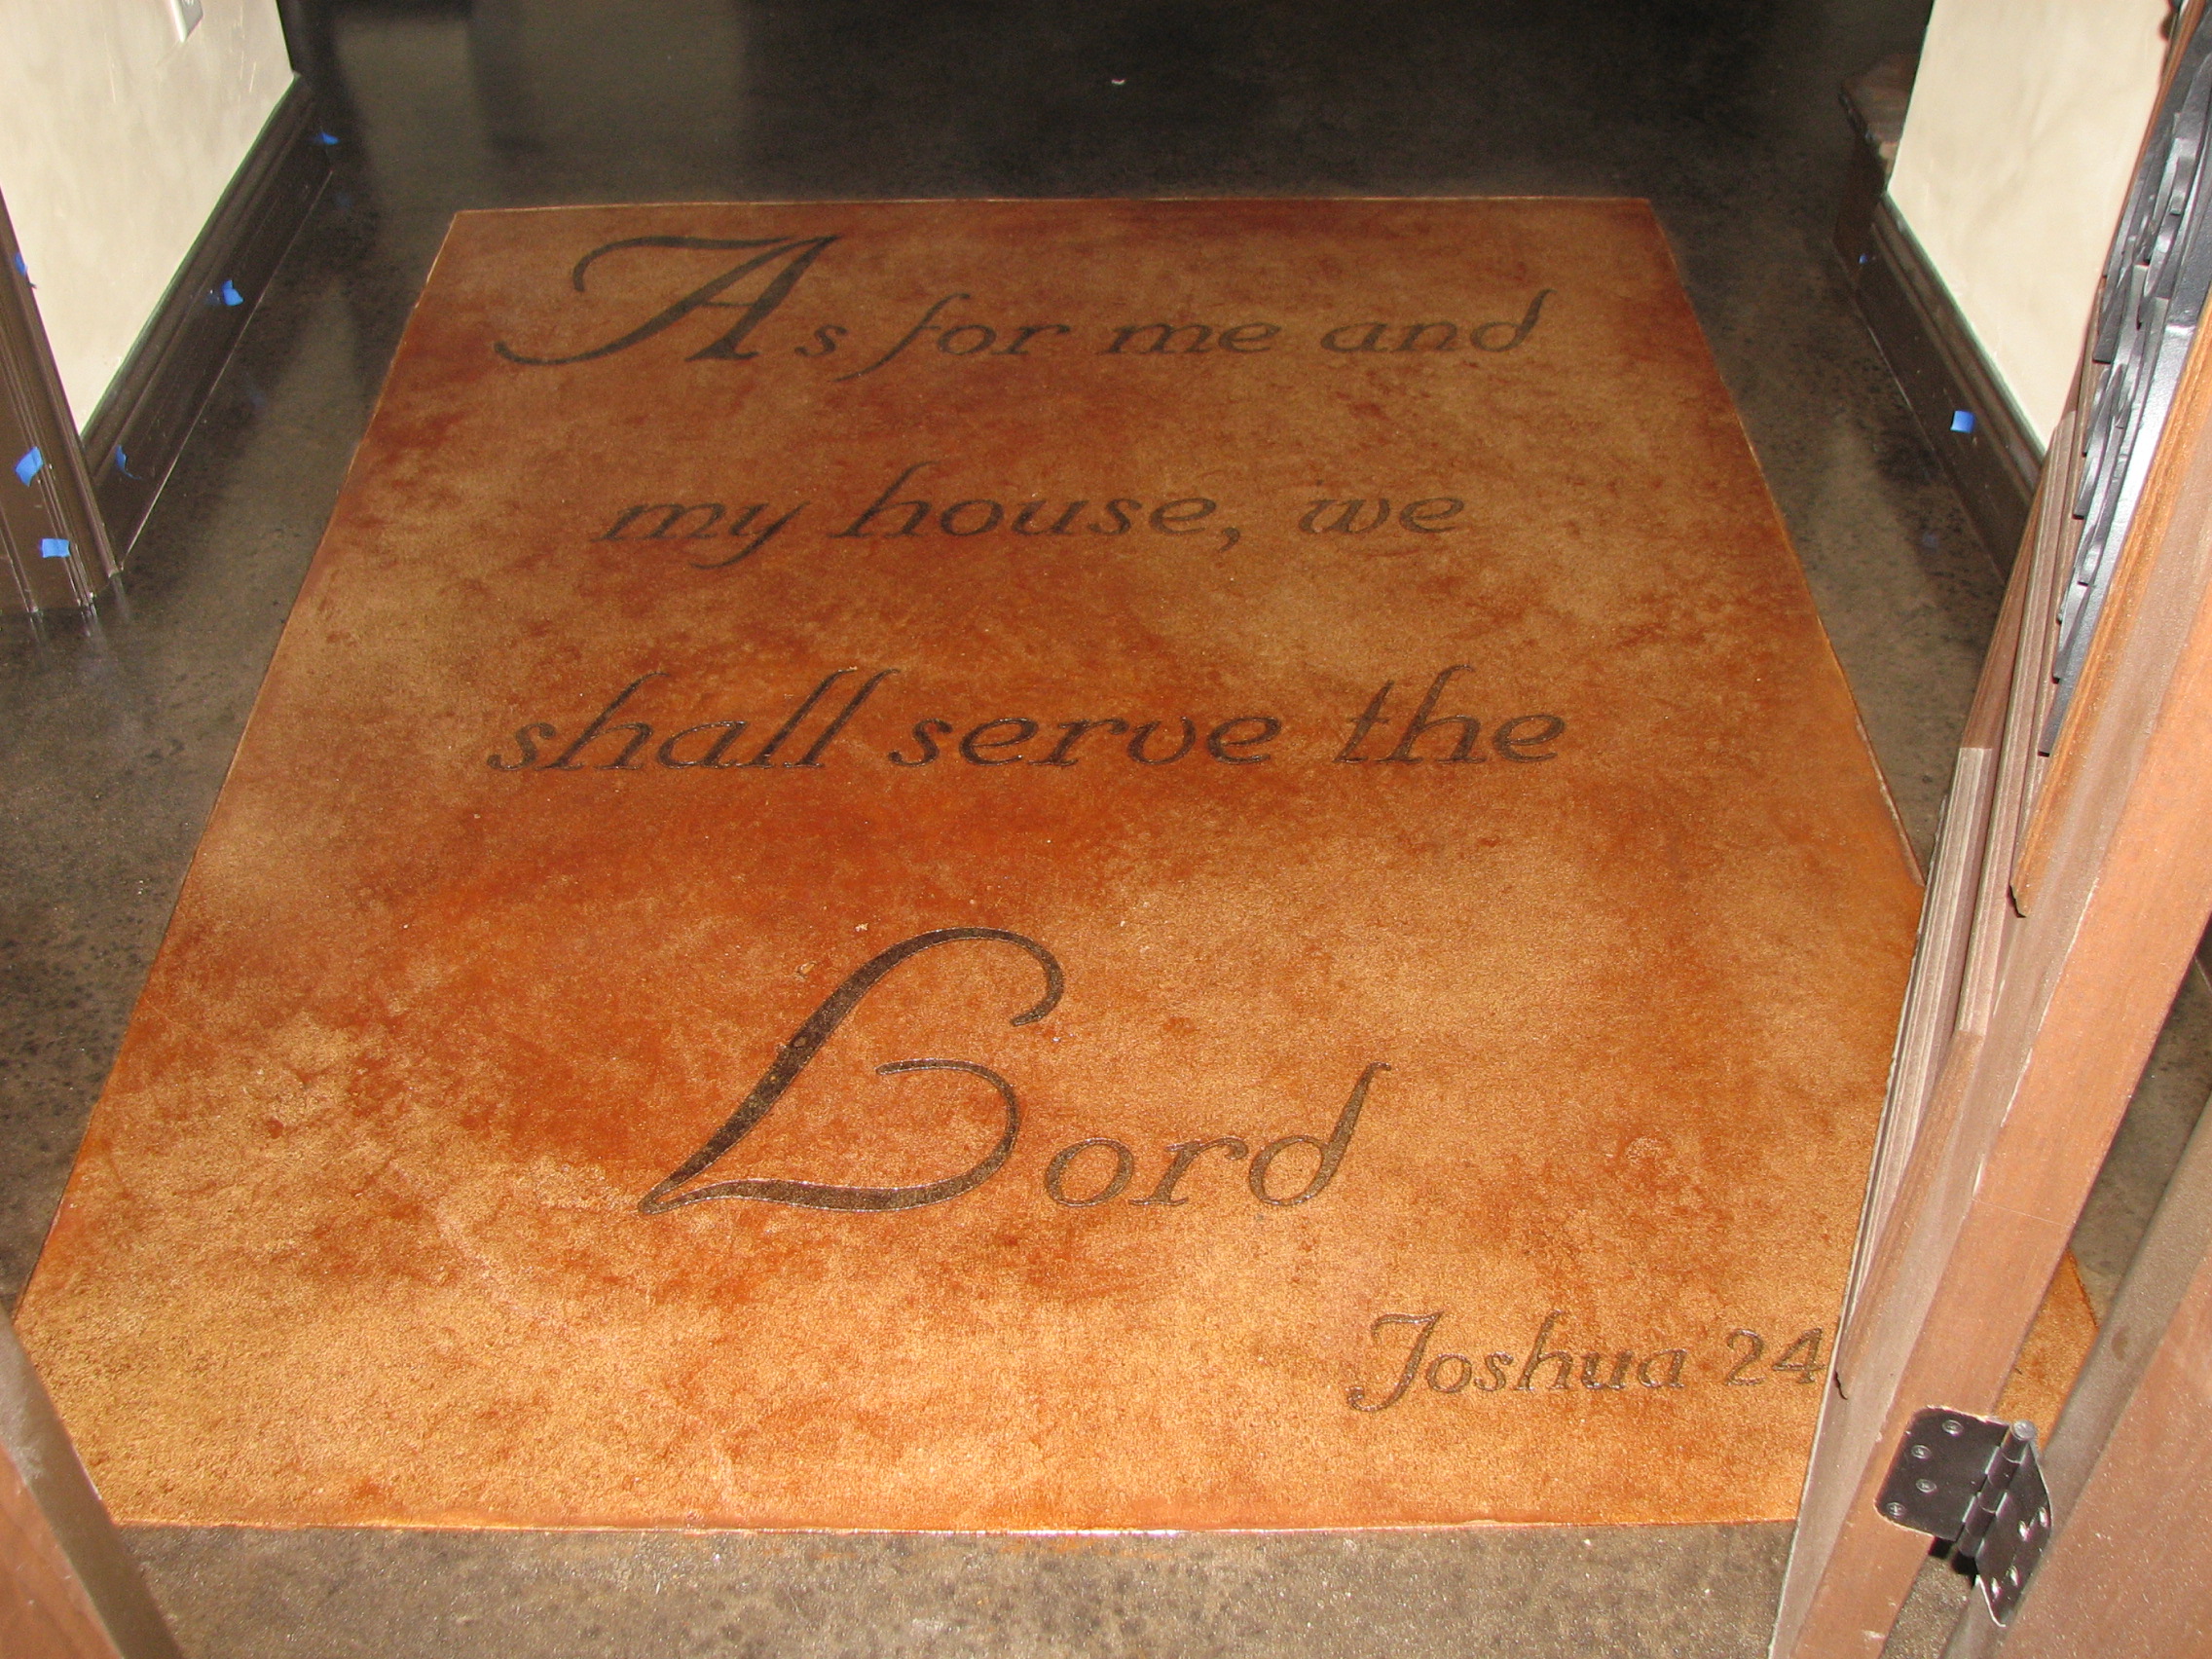 As for me and
my house, we
shall serve the
Lord
Joshua 24